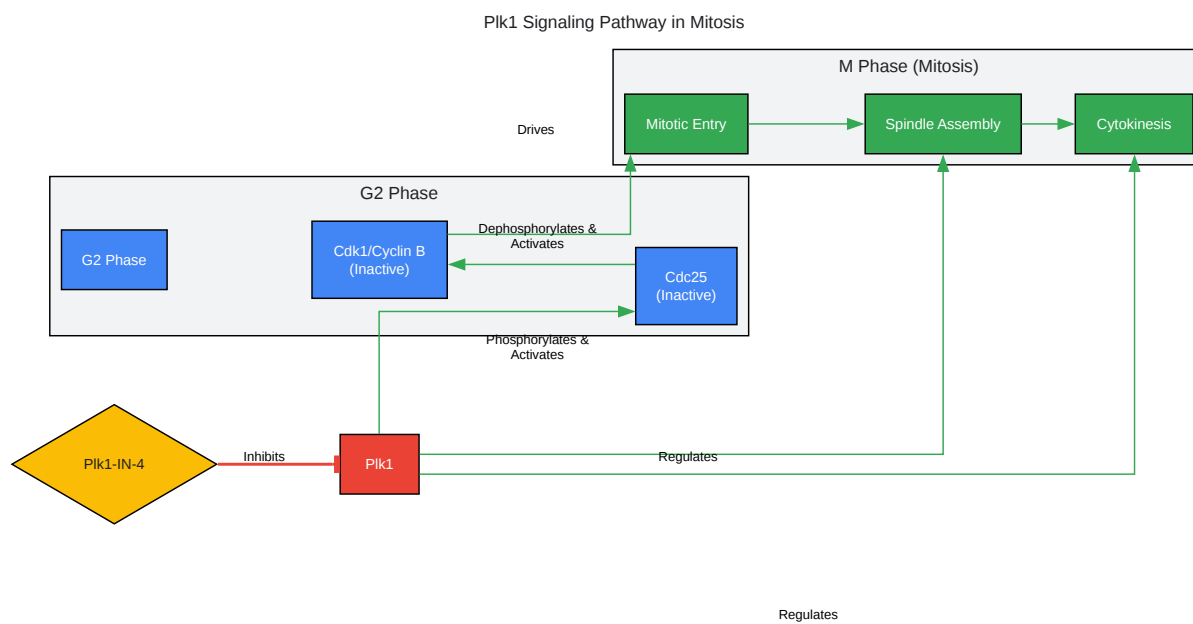 Plk1 Signaling Pathway in Mitosis
M Phase (Mitosis)
Mitotic Entry
Spindle Assembly
Cytokinesis
Drives
G2 Phase
G2 Phase
Cdk1/Cyclin B
(Inactive)
Dephosphorylates &
Activates
Cdc25
(Inactive)
Phosphorylates &
Activates
Plk1-IN-4
Inhibits
Plk1
Regulates
Regulates